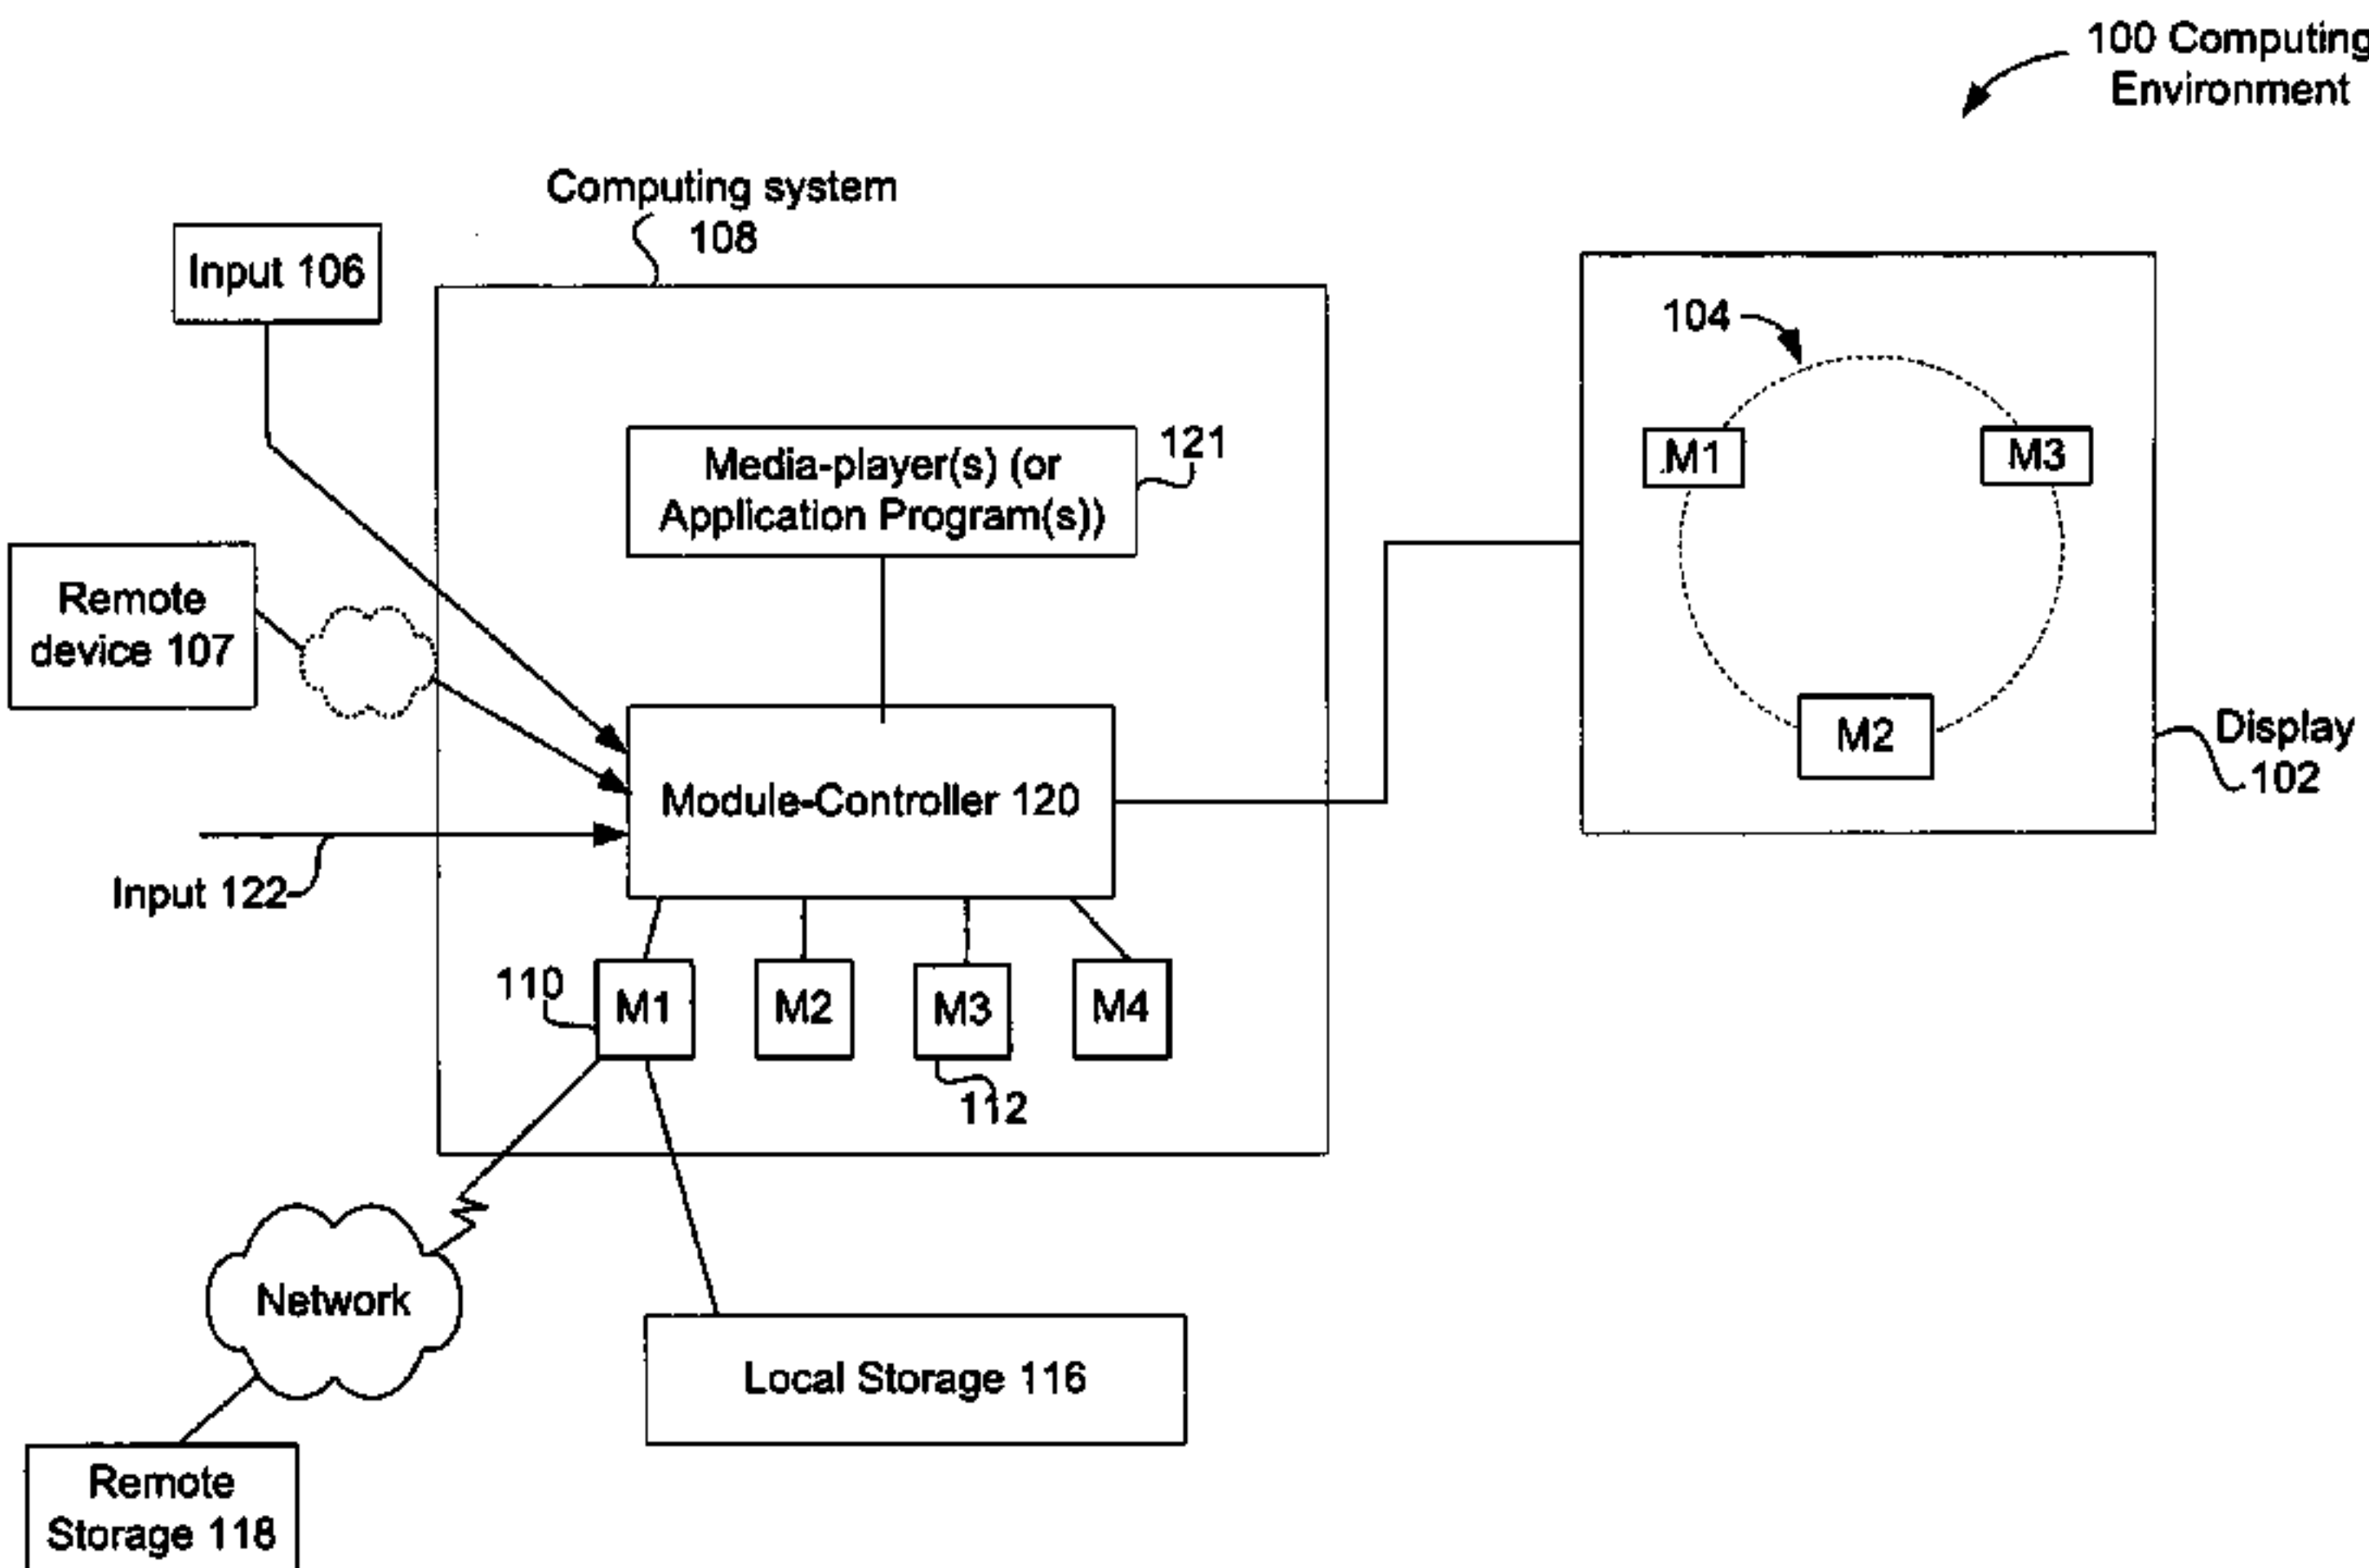 100 Computing
Environment
Computing system
108
Input 106
104
Media-player(s) (or
Application Program(s))
121
M1
M3
Remote
device 107
M2
Display
102
Module-Controller 120
Input 122
110
M1
M2
M3
M4
112
Network
Local Storage 116
Remote
Storage 118